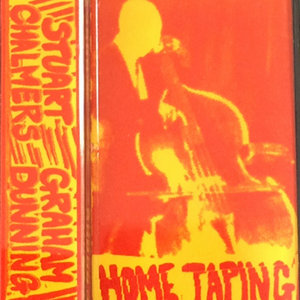 STUART GRAHAM
CHALMERS DUNNING
HOME TAPING